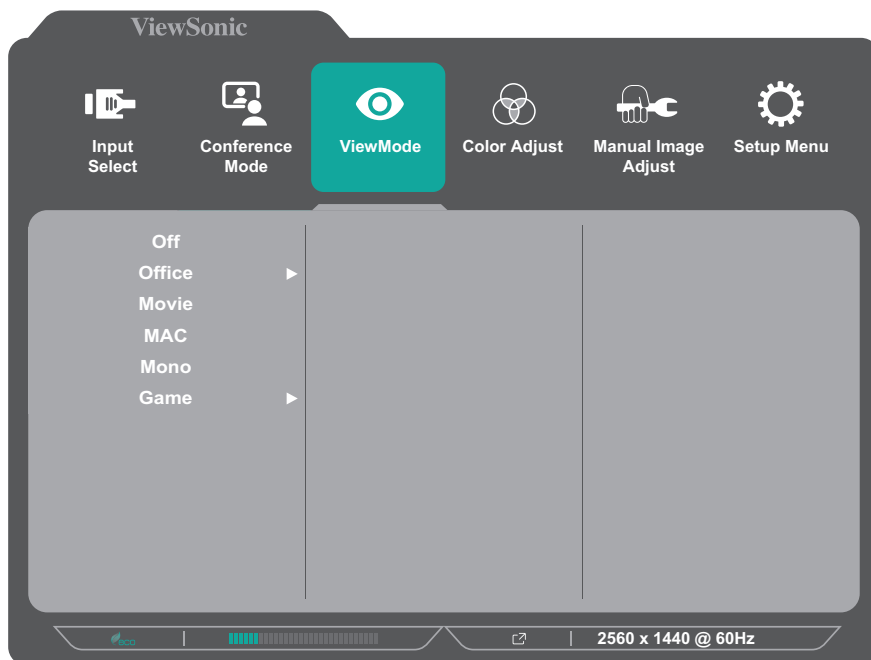 ViewSonic
Input Select
Conference Mode
ViewMode
Color Adjust
Manual Image Adjust
Setup Menu
Off
Office
Movie
MAC
Mono
Game
eco
2560 x 1440 @ 60Hz